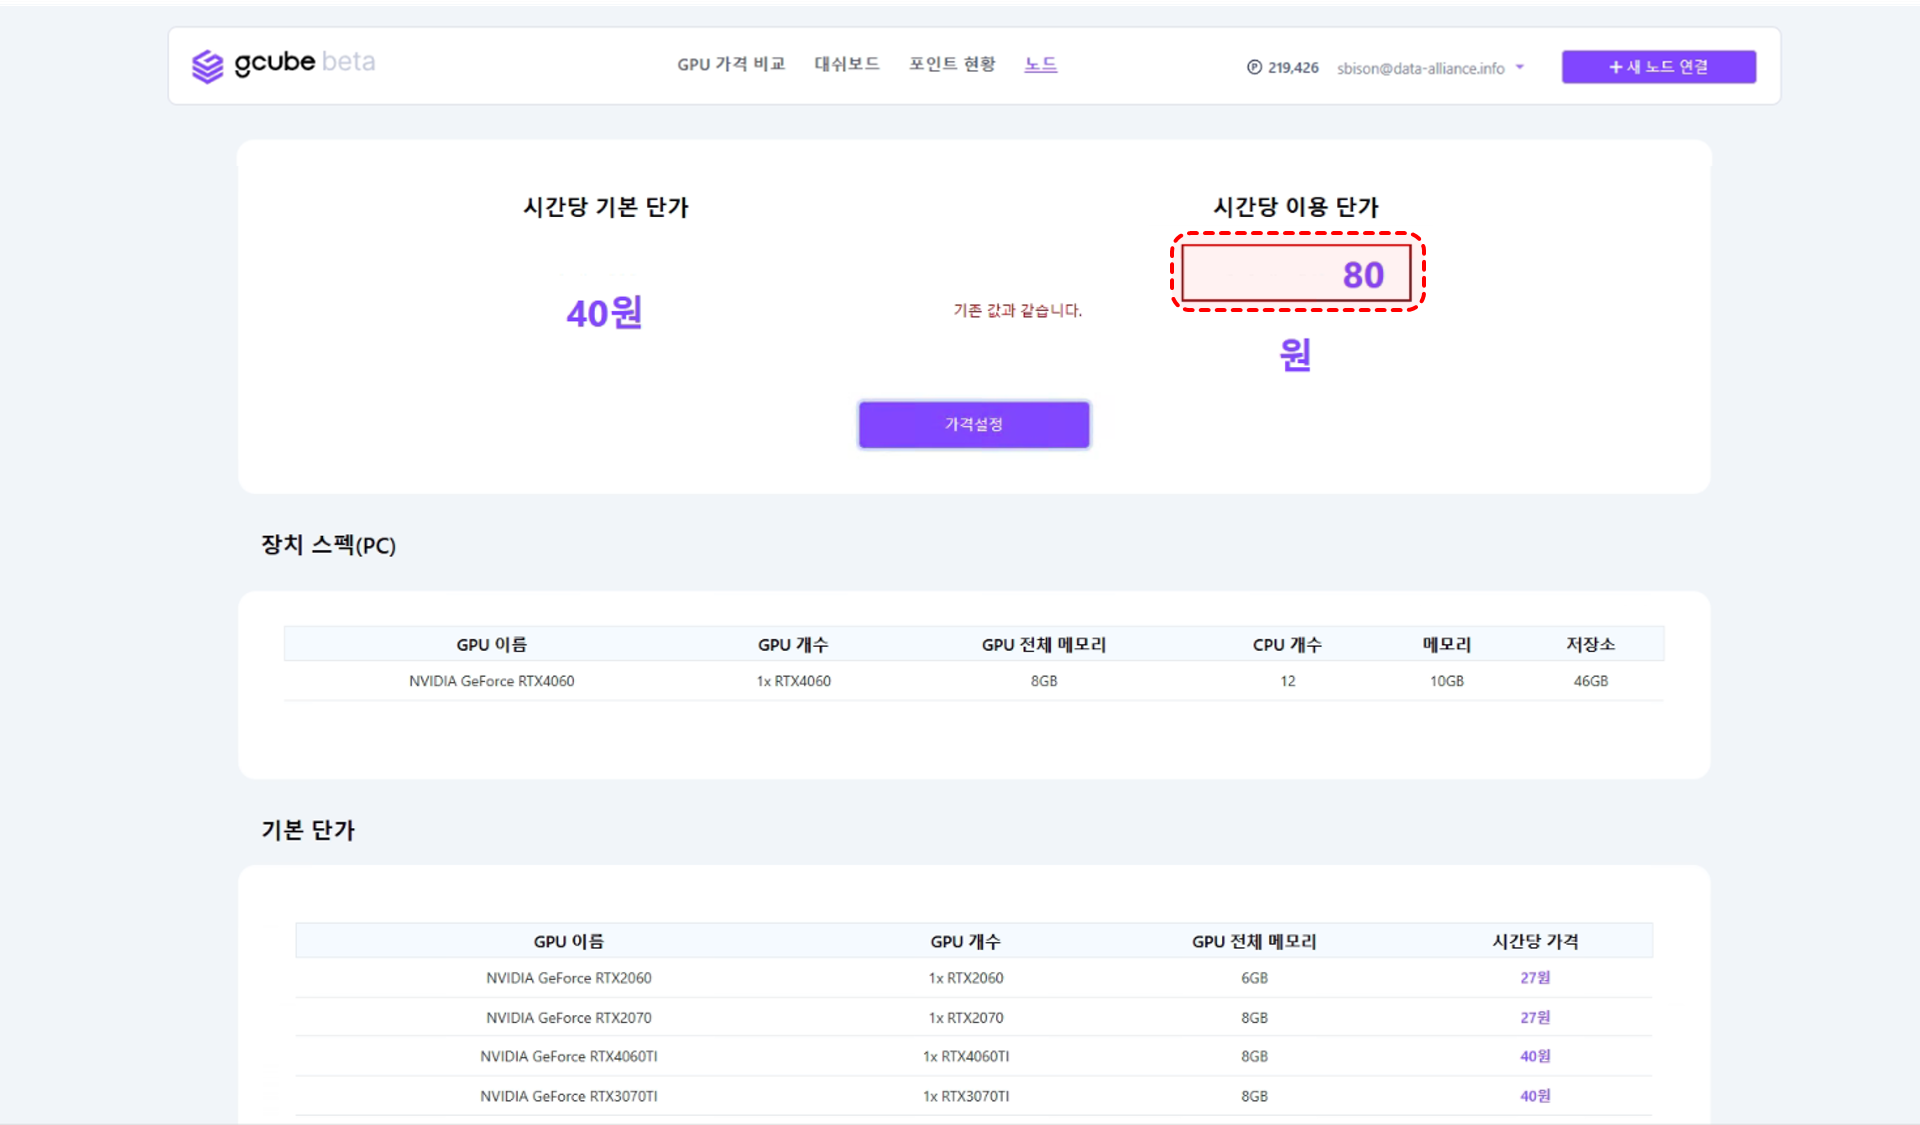 gcube beta
GPU 가격 비교 대쉬보드 포인트 현황 노드
Ⓟ 219,426 sbison@data-alliance.info
+ 새 노드 연결
시간당 기본 단가
시간당 이용 단가
40원
기존 값과 같습니다.
80
원
가격설정
장치 스펙(PC)
GPU 이름 GPU 개수 GPU 전체 메모리 CPU 개수 메모리 저장소
NVIDIA GeForce RTX4060 1x RTX4060 8GB 12 10GB 46GB
기본 단가
GPU 이름 GPU 개수 GPU 전체 메모리 시간당 가격
NVIDIA GeForce RTX2060 1x RTX2060 6GB 27원
NVIDIA GeForce RTX2070 1x RTX2070 8GB 27원
NVIDIA GeForce RTX4060TI 1x RTX4060TI 8GB 40원
NVIDIA GeForce RTX3070TI 1x RTX3070TI 8GB 40원